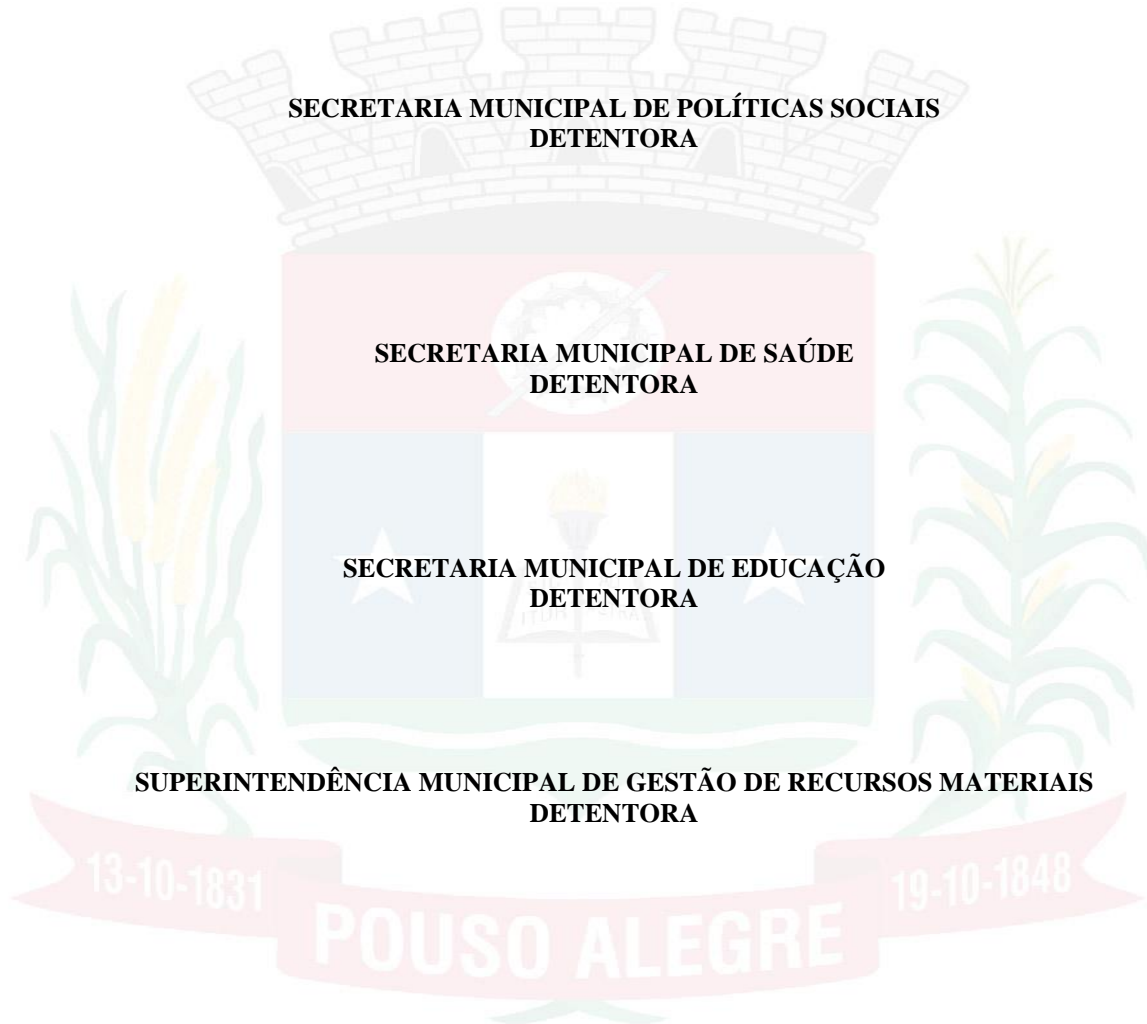 SECRETARIA MUNICIPAL DE POLÍTICAS SOCIAIS
DETENTORA
SECRETARIA MUNICIPAL DE SAÚDE
DETENTORA
SECRETARIA MUNICIPAL DE EDUCAÇÃO
DETENTORA
SUPERINTENDÊNCIA MUNICIPAL DE GESTÃO DE RECURSOS MATERIAIS
DETENTORA
13-10-1831
19-10-1848
POUSO ALEGRE